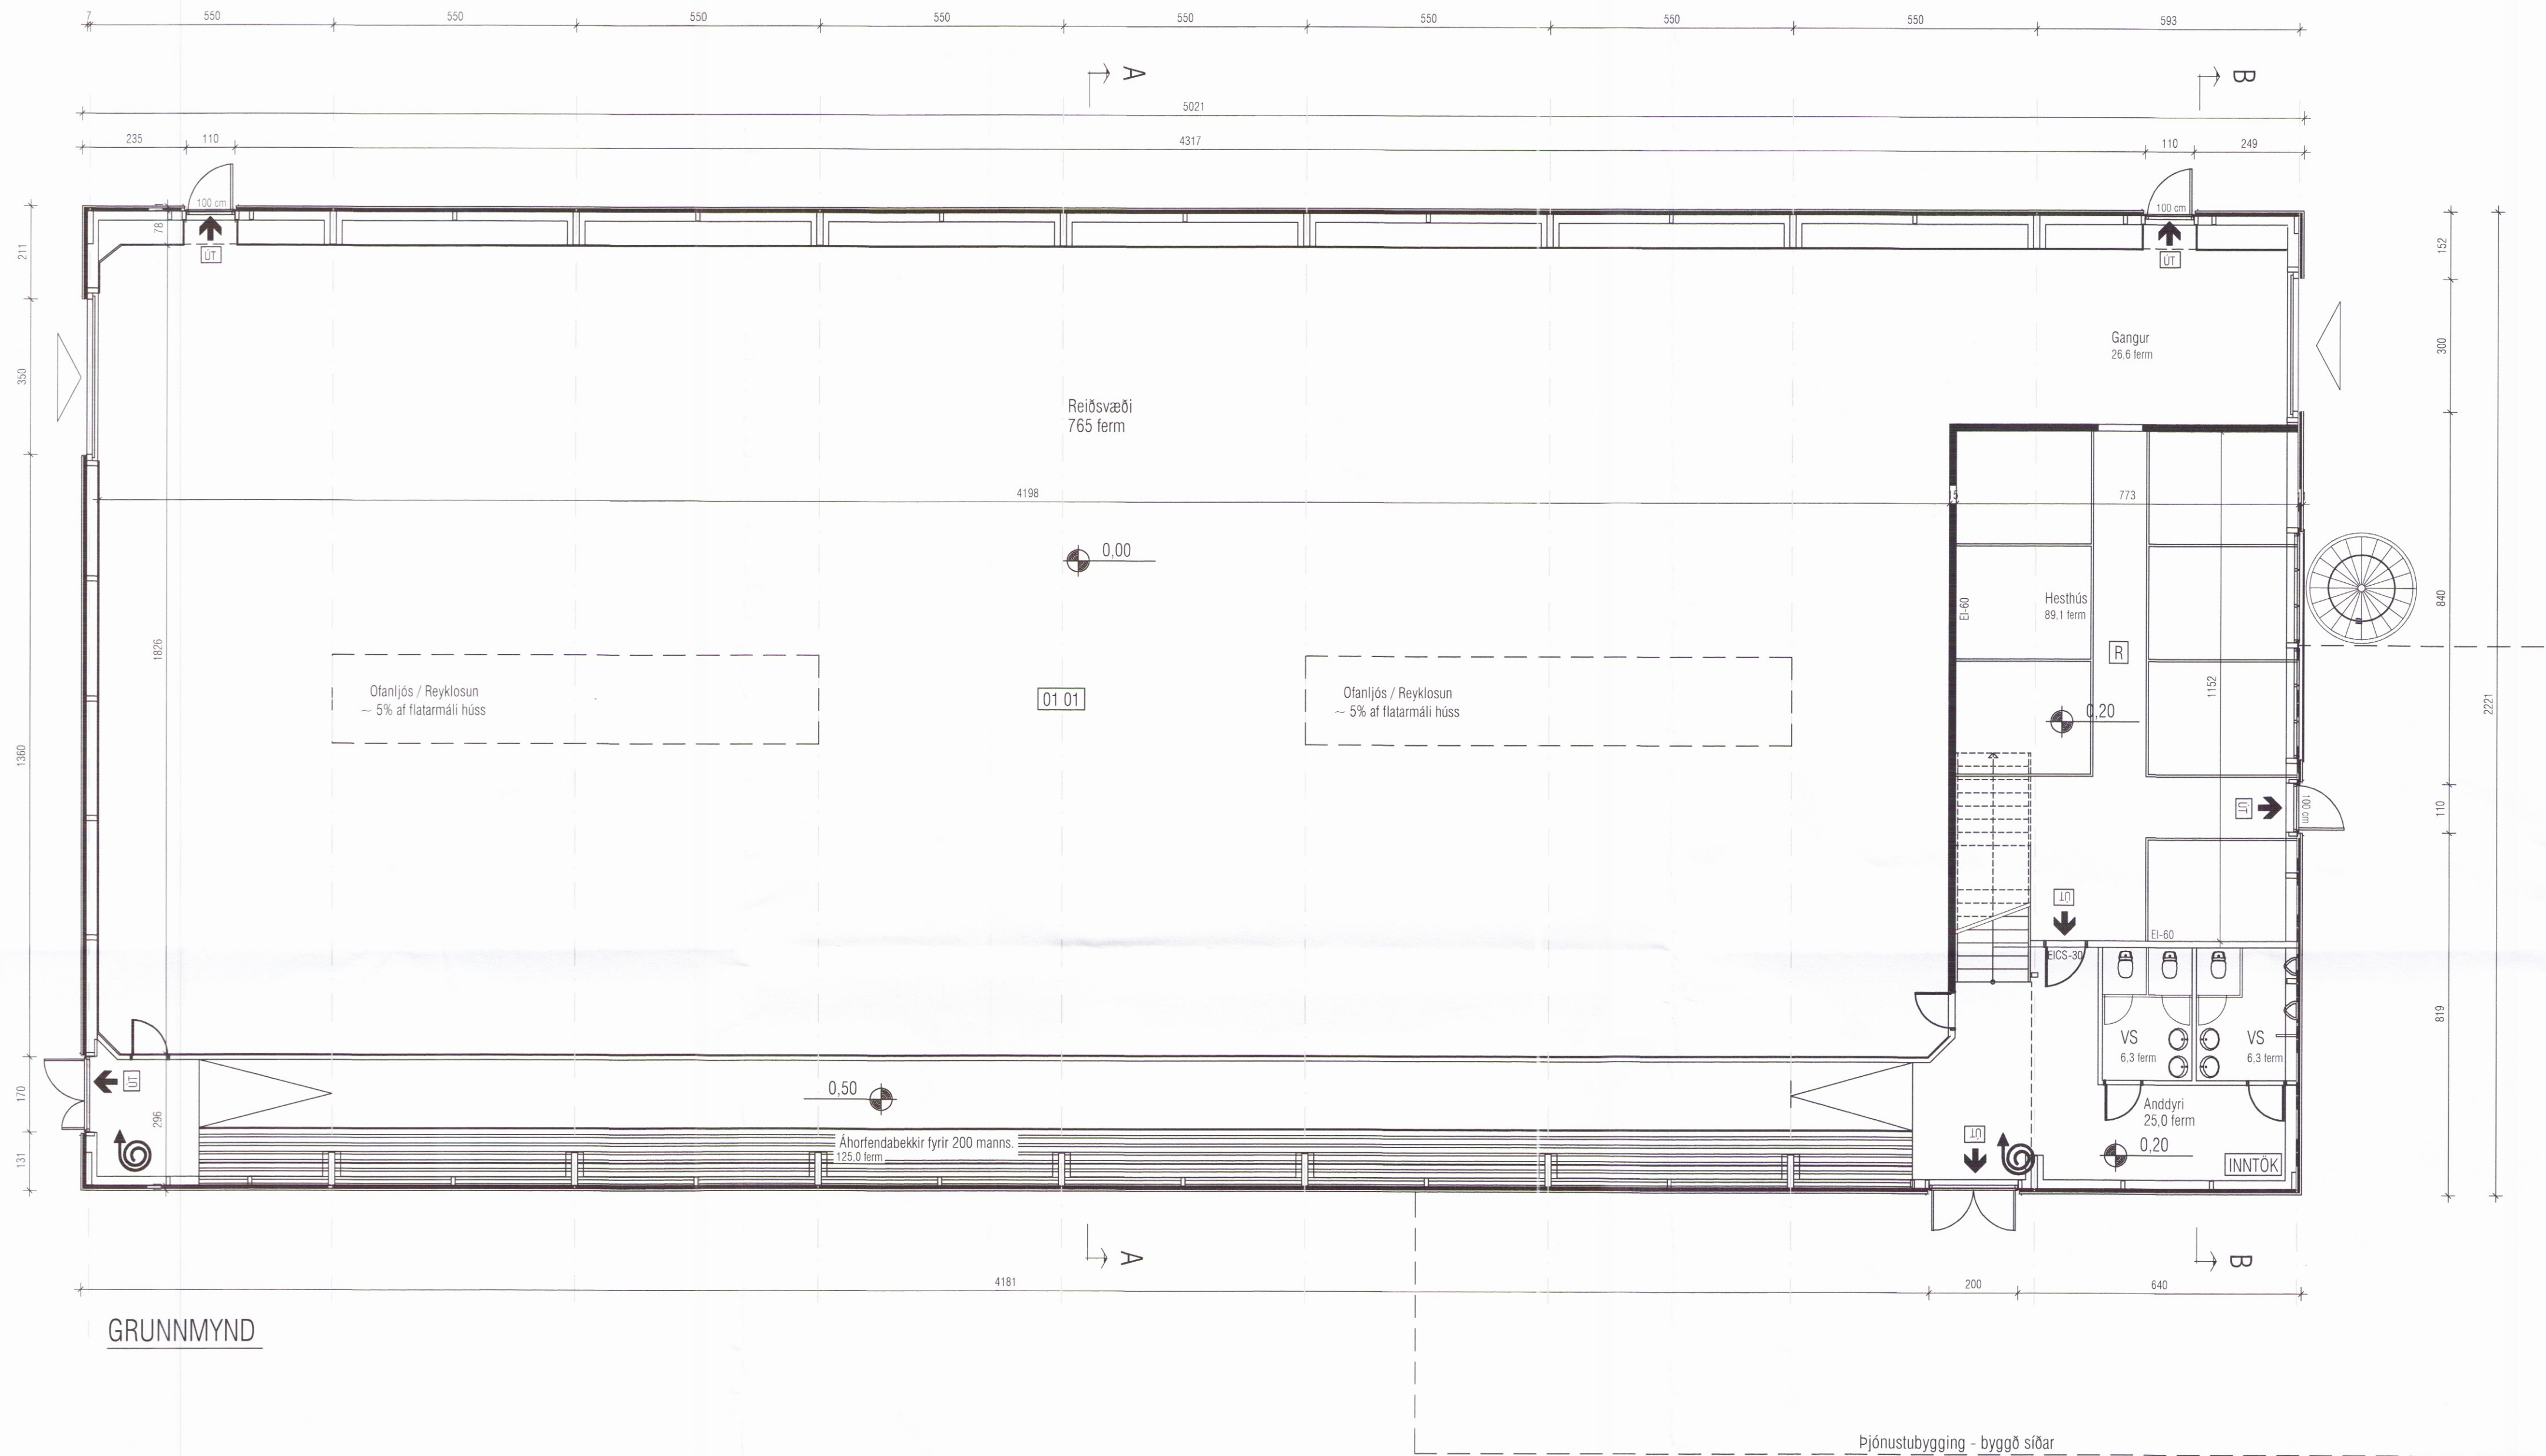 7 550 550 550 550 550 550 550 550 593
A B
5021
235 110 4317 110 249
100 cm 100 cm
78
ÚT ÚT
211 152
Gangur
26,6 ferm
350 300
Reiðsvæði
765 ferm
4198 15 773
0,00
EI-60
Hesthús
89,1 ferm
840
R
1826
Ofanljós / Reyklosun
~ 5% af flatarmáli húss
01 01
Ofanljós / Reyklosun
~ 5% af flatarmáli húss
1152
0,20
2221
1360
ÚT 100 cm 110
ÚT
EI-60
EICS-30
819
VS
6,3 ferm
VS
6,3 ferm
ÚT
170
0,50
296
Anddyri
25,0 ferm
0,20
ÚT
INNTÖK
131
Áhorfendabekkir fyrir 200 manns.
125,0 ferm
A B
4181 200 640
GRUNNMYND
Þjónustubygging - byggð síðar